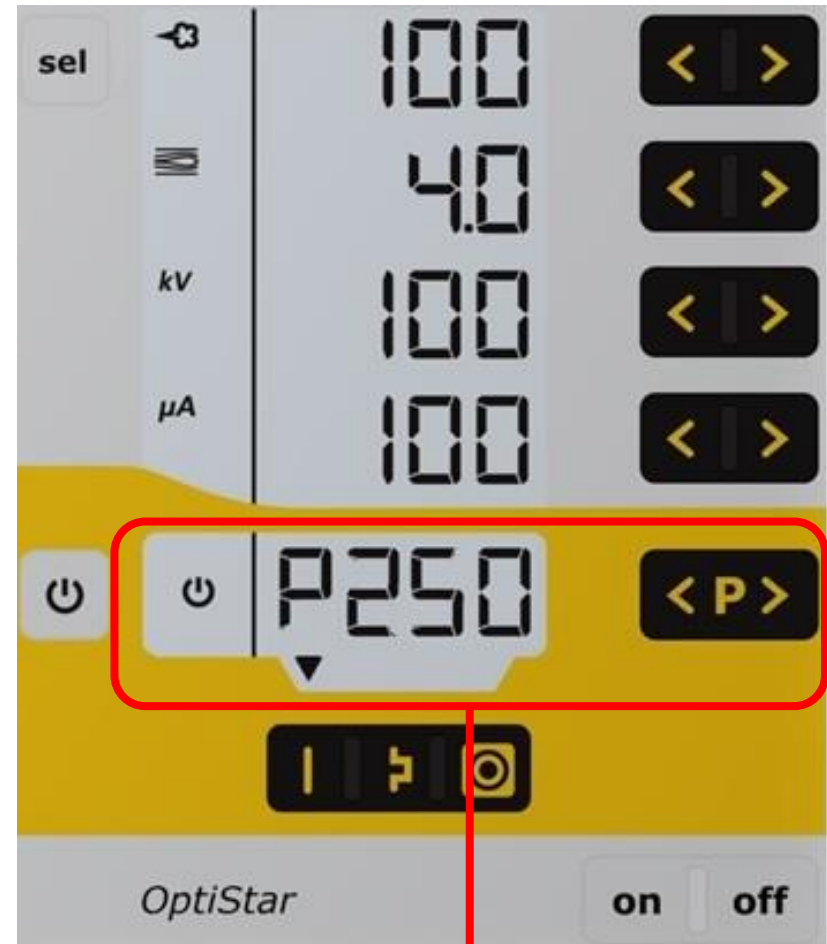 sel 100 < >
4.0 < >
kV 100 < >
µA 100 < >
P250 < P >
OptiStar on off